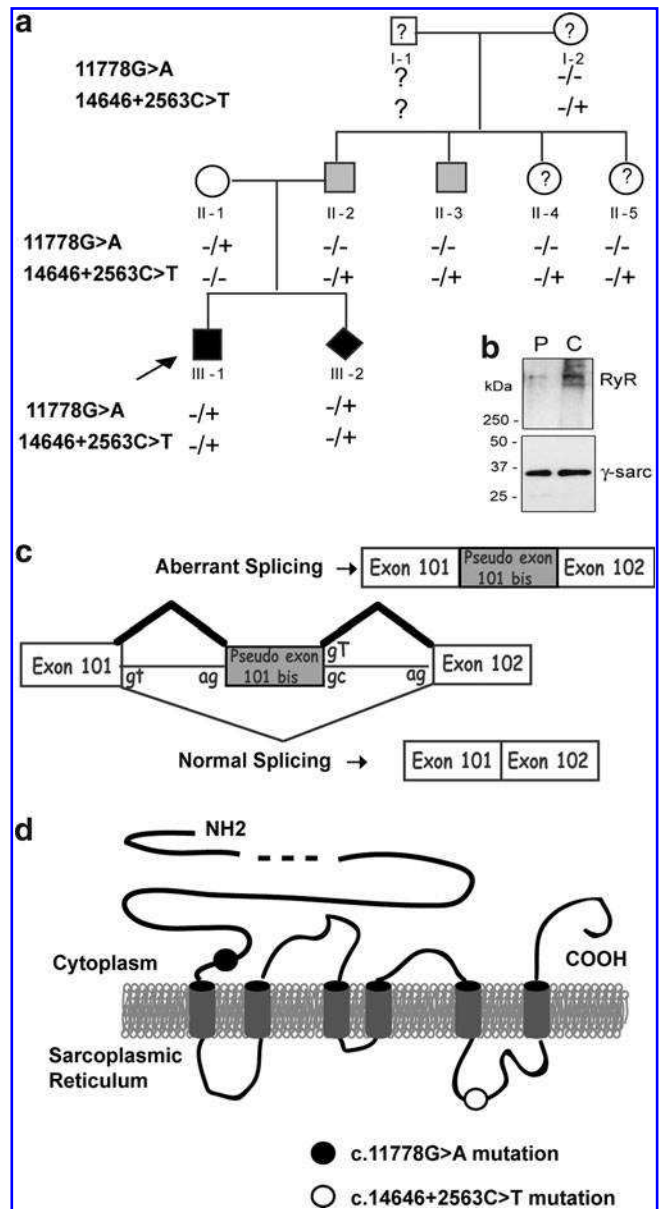 a
? ?
I-1 I-2
11778G>A ? -/-
14646+2563C>T ? -/+
? ?
II-1 II-2 II-3 II-4 II-5
11778G>A -/+ -/- -/- -/- -/-
14646+2563C>T -/- -/+ -/+ -/+ -/+
III-1 III-2
11778G>A -/+ -/+
14646+2563C>T -/+ -/+
b P C
kDa RyR
250 -
50 -
37 - γ-sarc
25 -
c
Aberrant Splicing → Exon 101 Pseudo exon 101 bis Exon 102
Exon 101 gt ag Pseudo exon 101 bis gT gc ag Exon 102
Normal Splicing → Exon 101 Exon 102
d
NH2
Cytoplasm COOH
Sarcoplasmic
Reticulum
c.11778G>A mutation
c.14646+2563C>T mutation